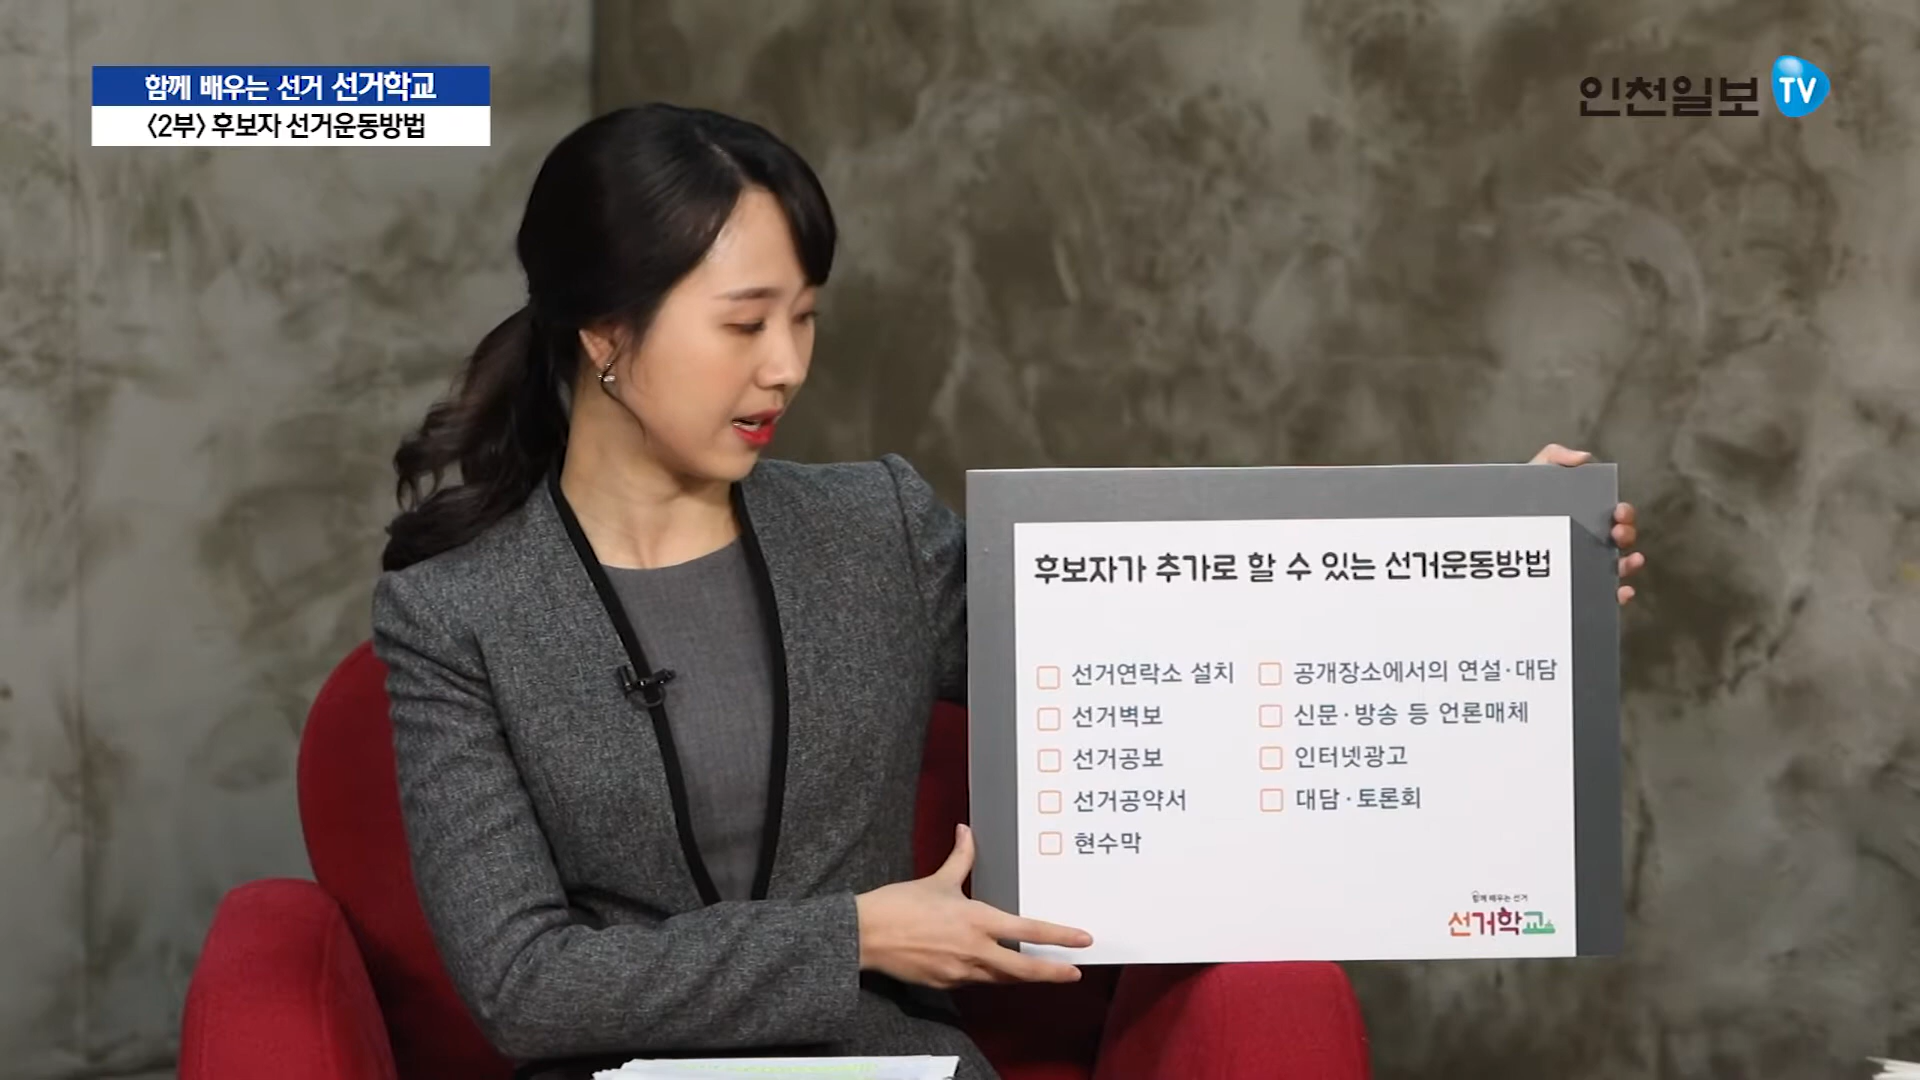 함께 배우는 선거 선거학교
<2부> 후보자 선거운동방법
인천일보 TV
후보자가 추가로 할 수 있는 선거운동방법
선거연락소 설치
선거벽보
선거공보
선거공약서
현수막
공개장소에서의 연설·대담
신문·방송 등 언론매체
인터넷광고
대담·토론회
함께 배우는 선거
선거학교